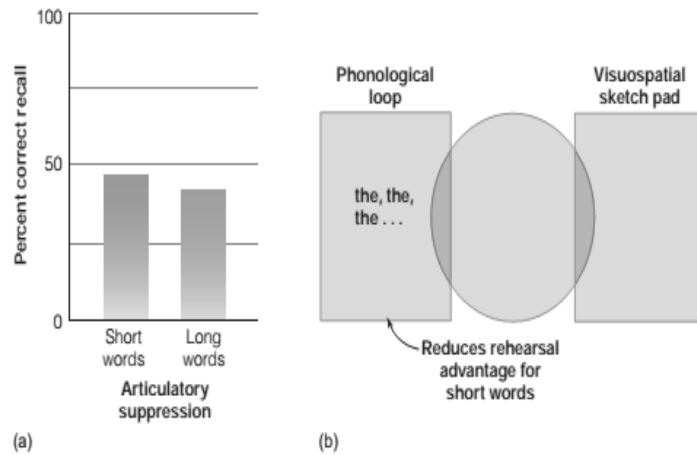 100
50
0
Percent correct recall
Short
words
Long
words
Articulatory
suppression
(a)
Phonological
loop
Visuospatial
sketch pad
the, the,
the . . .
Reduces rehearsal
advantage for
short words
(b)